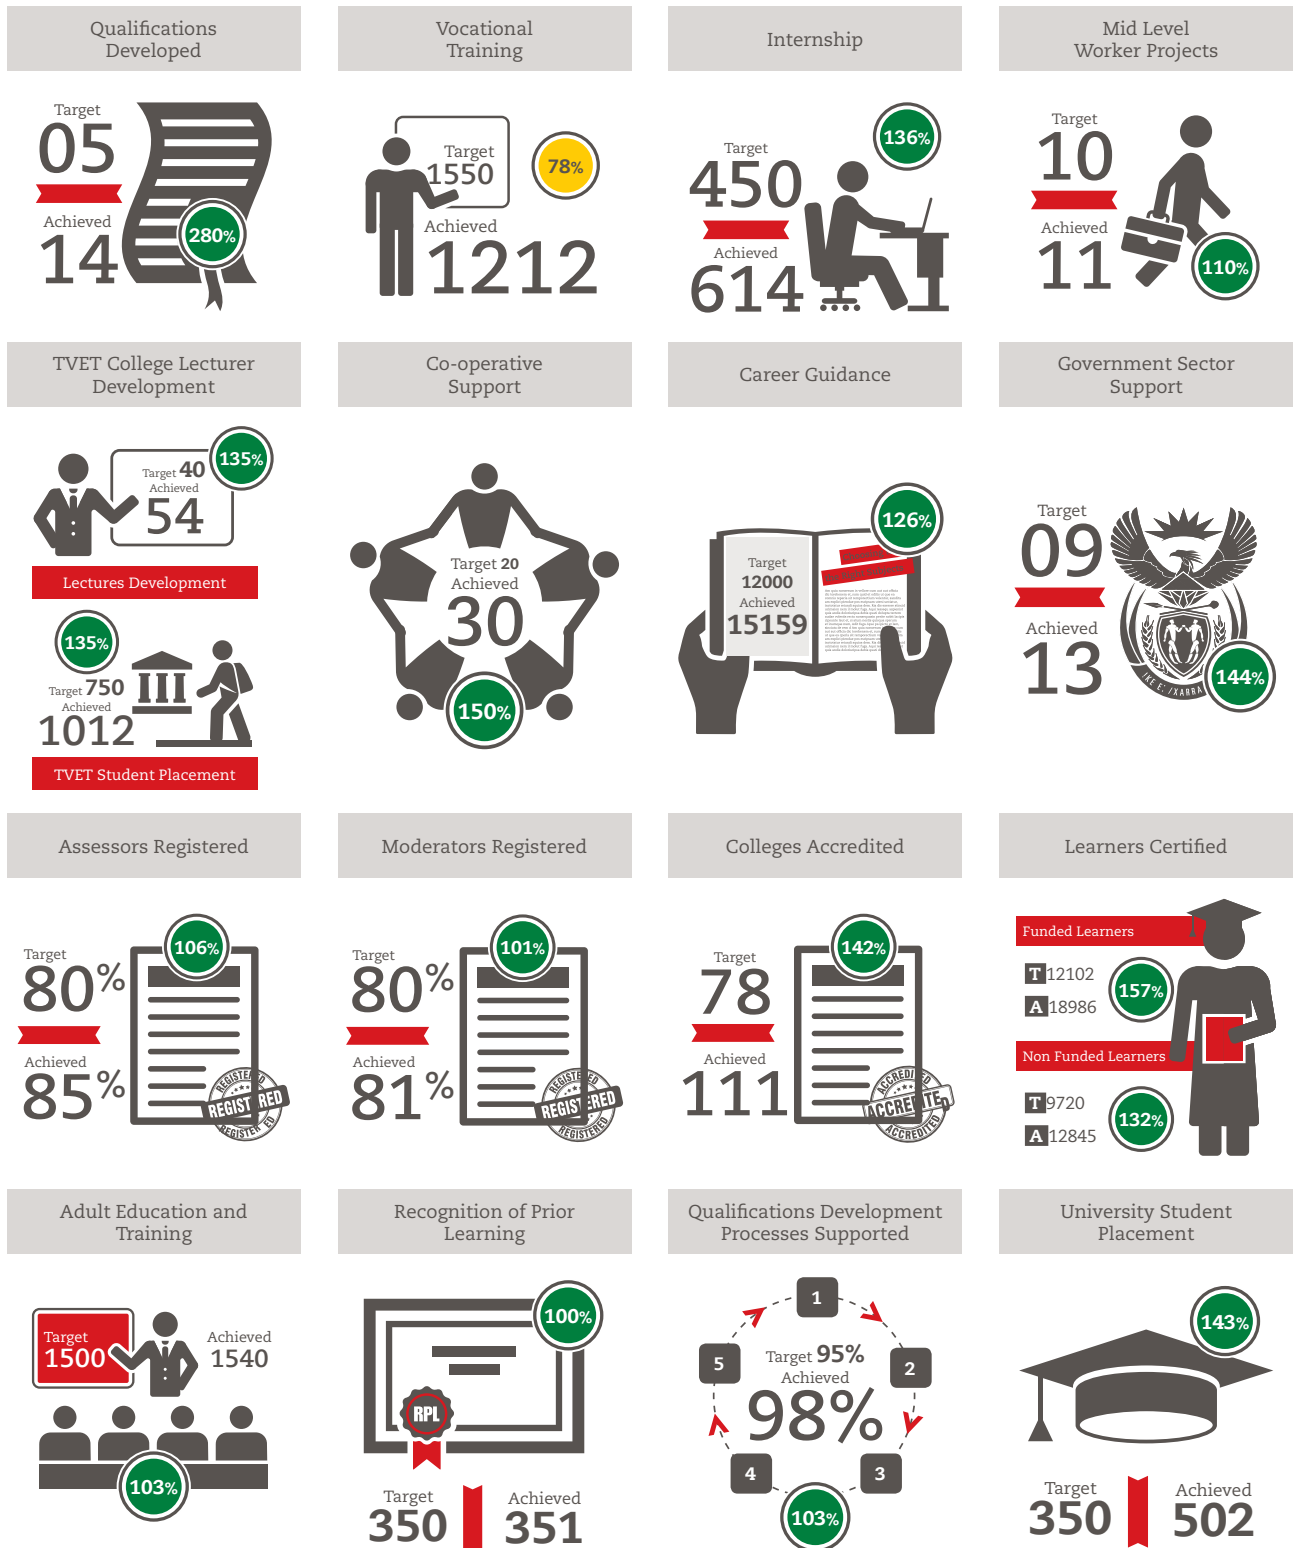 Qualifications
Developed
Target
05
Achieved
14
280%
Vocational
Training
Target
1550
78%
Achieved
1212
Internship
136%
Target
450
Achieved
614
Mid Level
Worker Projects
Target
10
Achieved
11
110%
TVET College Lecturer
Development
135%
Target 40
Achieved
54
Lectures Development
135%
Target 750
Achieved
1012
TVET Student Placement
Co-operative
Support
Target 20
Achieved
30
150%
Career Guidance
126%
Target
12000
Achieved
15159
Government Sector
Support
Target
09
Achieved
13
144%
Assessors Registered
106%
Target
80%
Achieved
85%
REGISTERED
REGISTERED
REGISTERED
Moderators Registered
101%
Target
80%
Achieved
81%
REGISTERED
REGISTERED
REGISTERED
Colleges Accredited
142%
Target
78
Achieved
111
ACCREDITED
ACCREDITED
ACCREDITED
Learners Certified
Funded Learners
T 12102
A 18986
157%
Non Funded Learners
T 9720
A 12845
132%
Adult Education and
Training
Target
1500
Achieved
1540
103%
Recognition of Prior
Learning
100%
RPL
Target
350
Achieved
351
Qualifications Development
Processes Supported
1
2
3
4
5
Target 95%
Achieved
98%
103%
University Student
Placement
143%
Target
350
Achieved
502